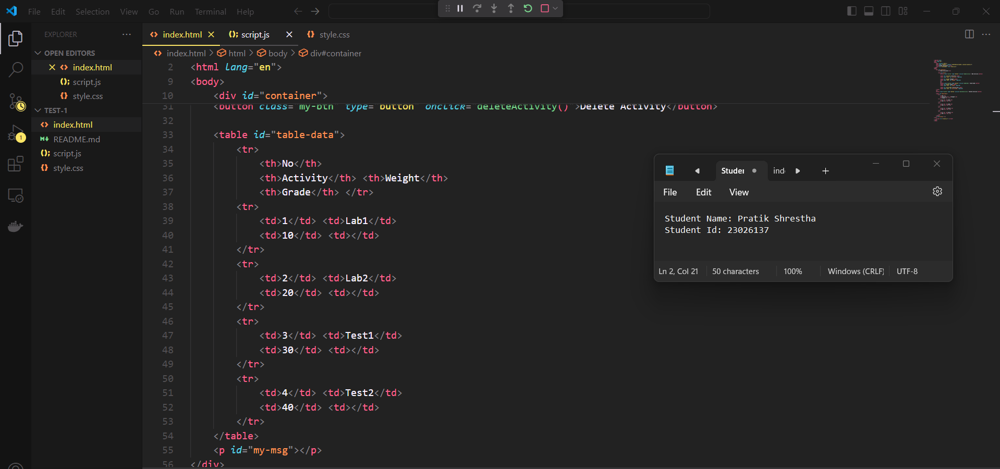 File Edit Selection View Go Run Terminal Help
EXPLORER
OPEN EDITORS
index.html
script.js
style.css
TEST-1
index.html
README.md
script.js
style.css
1
index.html script.js style.css
index.html > html > body > div#container
2 <html lang="en">
9 <body>
10 <div id="container">
31 <button class="my-btn" type="button" onclick="deleteActivity()">Delete Activity</button>
32
33 <table id="table-data">
34 <tr>
35 <th>No</th>
36 <th>Activity</th> <th>Weight</th>
37 <th>Grade</th> </tr>
38 <tr>
39 <td>1</td> <td>Lab1</td>
40 <td>10</td> <td></td>
41 </tr>
42 <tr>
43 <td>2</td> <td>Lab2</td>
44 <td>20</td> <td></td>
45 </tr>
46 <tr>
47 <td>3</td> <td>Test1</td>
48 <td>30</td> <td></td>
49 </tr>
50 <tr>
51 <td>4</td> <td>Test2</td>
52 <td>40</td> <td></td>
53 </tr>
54 </table>
55 <p id="my-msg"></p>
56 </div>
Studer ind
File Edit View
Student Name: Pratik Shrestha
Student Id: 23026137
Ln 2, Col 21 50 characters 100% Windows (CRLF) UTF-8